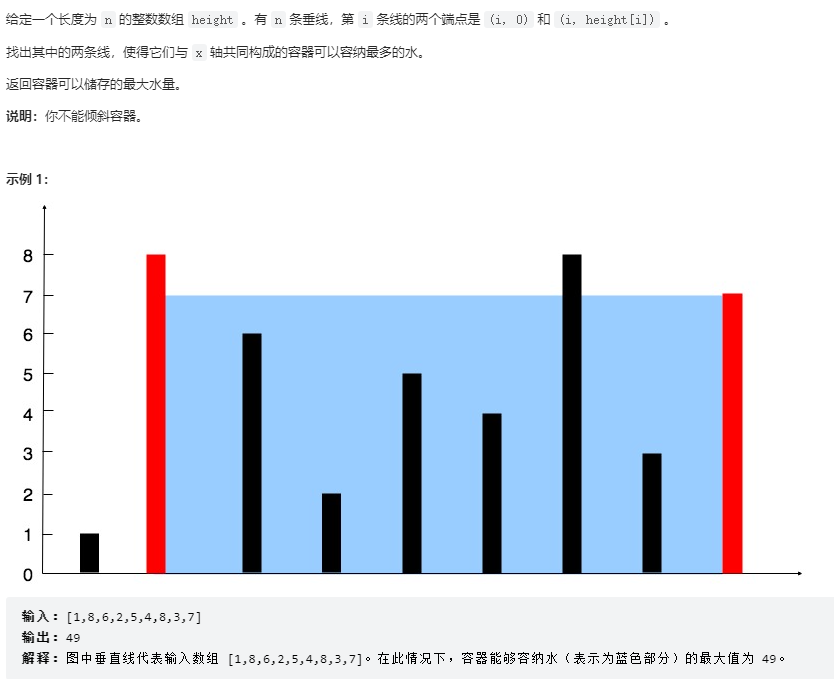 给定一个长度为 n 的整数数组 height 。有 n 条垂线，第 i 条线的两个端点是 (i, 0) 和 (i, height[i]) 。
找出其中的两条线，使得它们与 x 轴共同构成的容器可以容纳最多的水。
返回容器可以储存的最大水量。
说明：你不能倾斜容器。
示例 1：
8
7
6
5
4
3
2
1
0
输入：[1,8,6,2,5,4,8,3,7]
输出：49
解释：图中垂直线代表输入数组 [1,8,6,2,5,4,8,3,7]。在此情况下，容器能够容纳水（表示为蓝色部分）的最大值为 49。